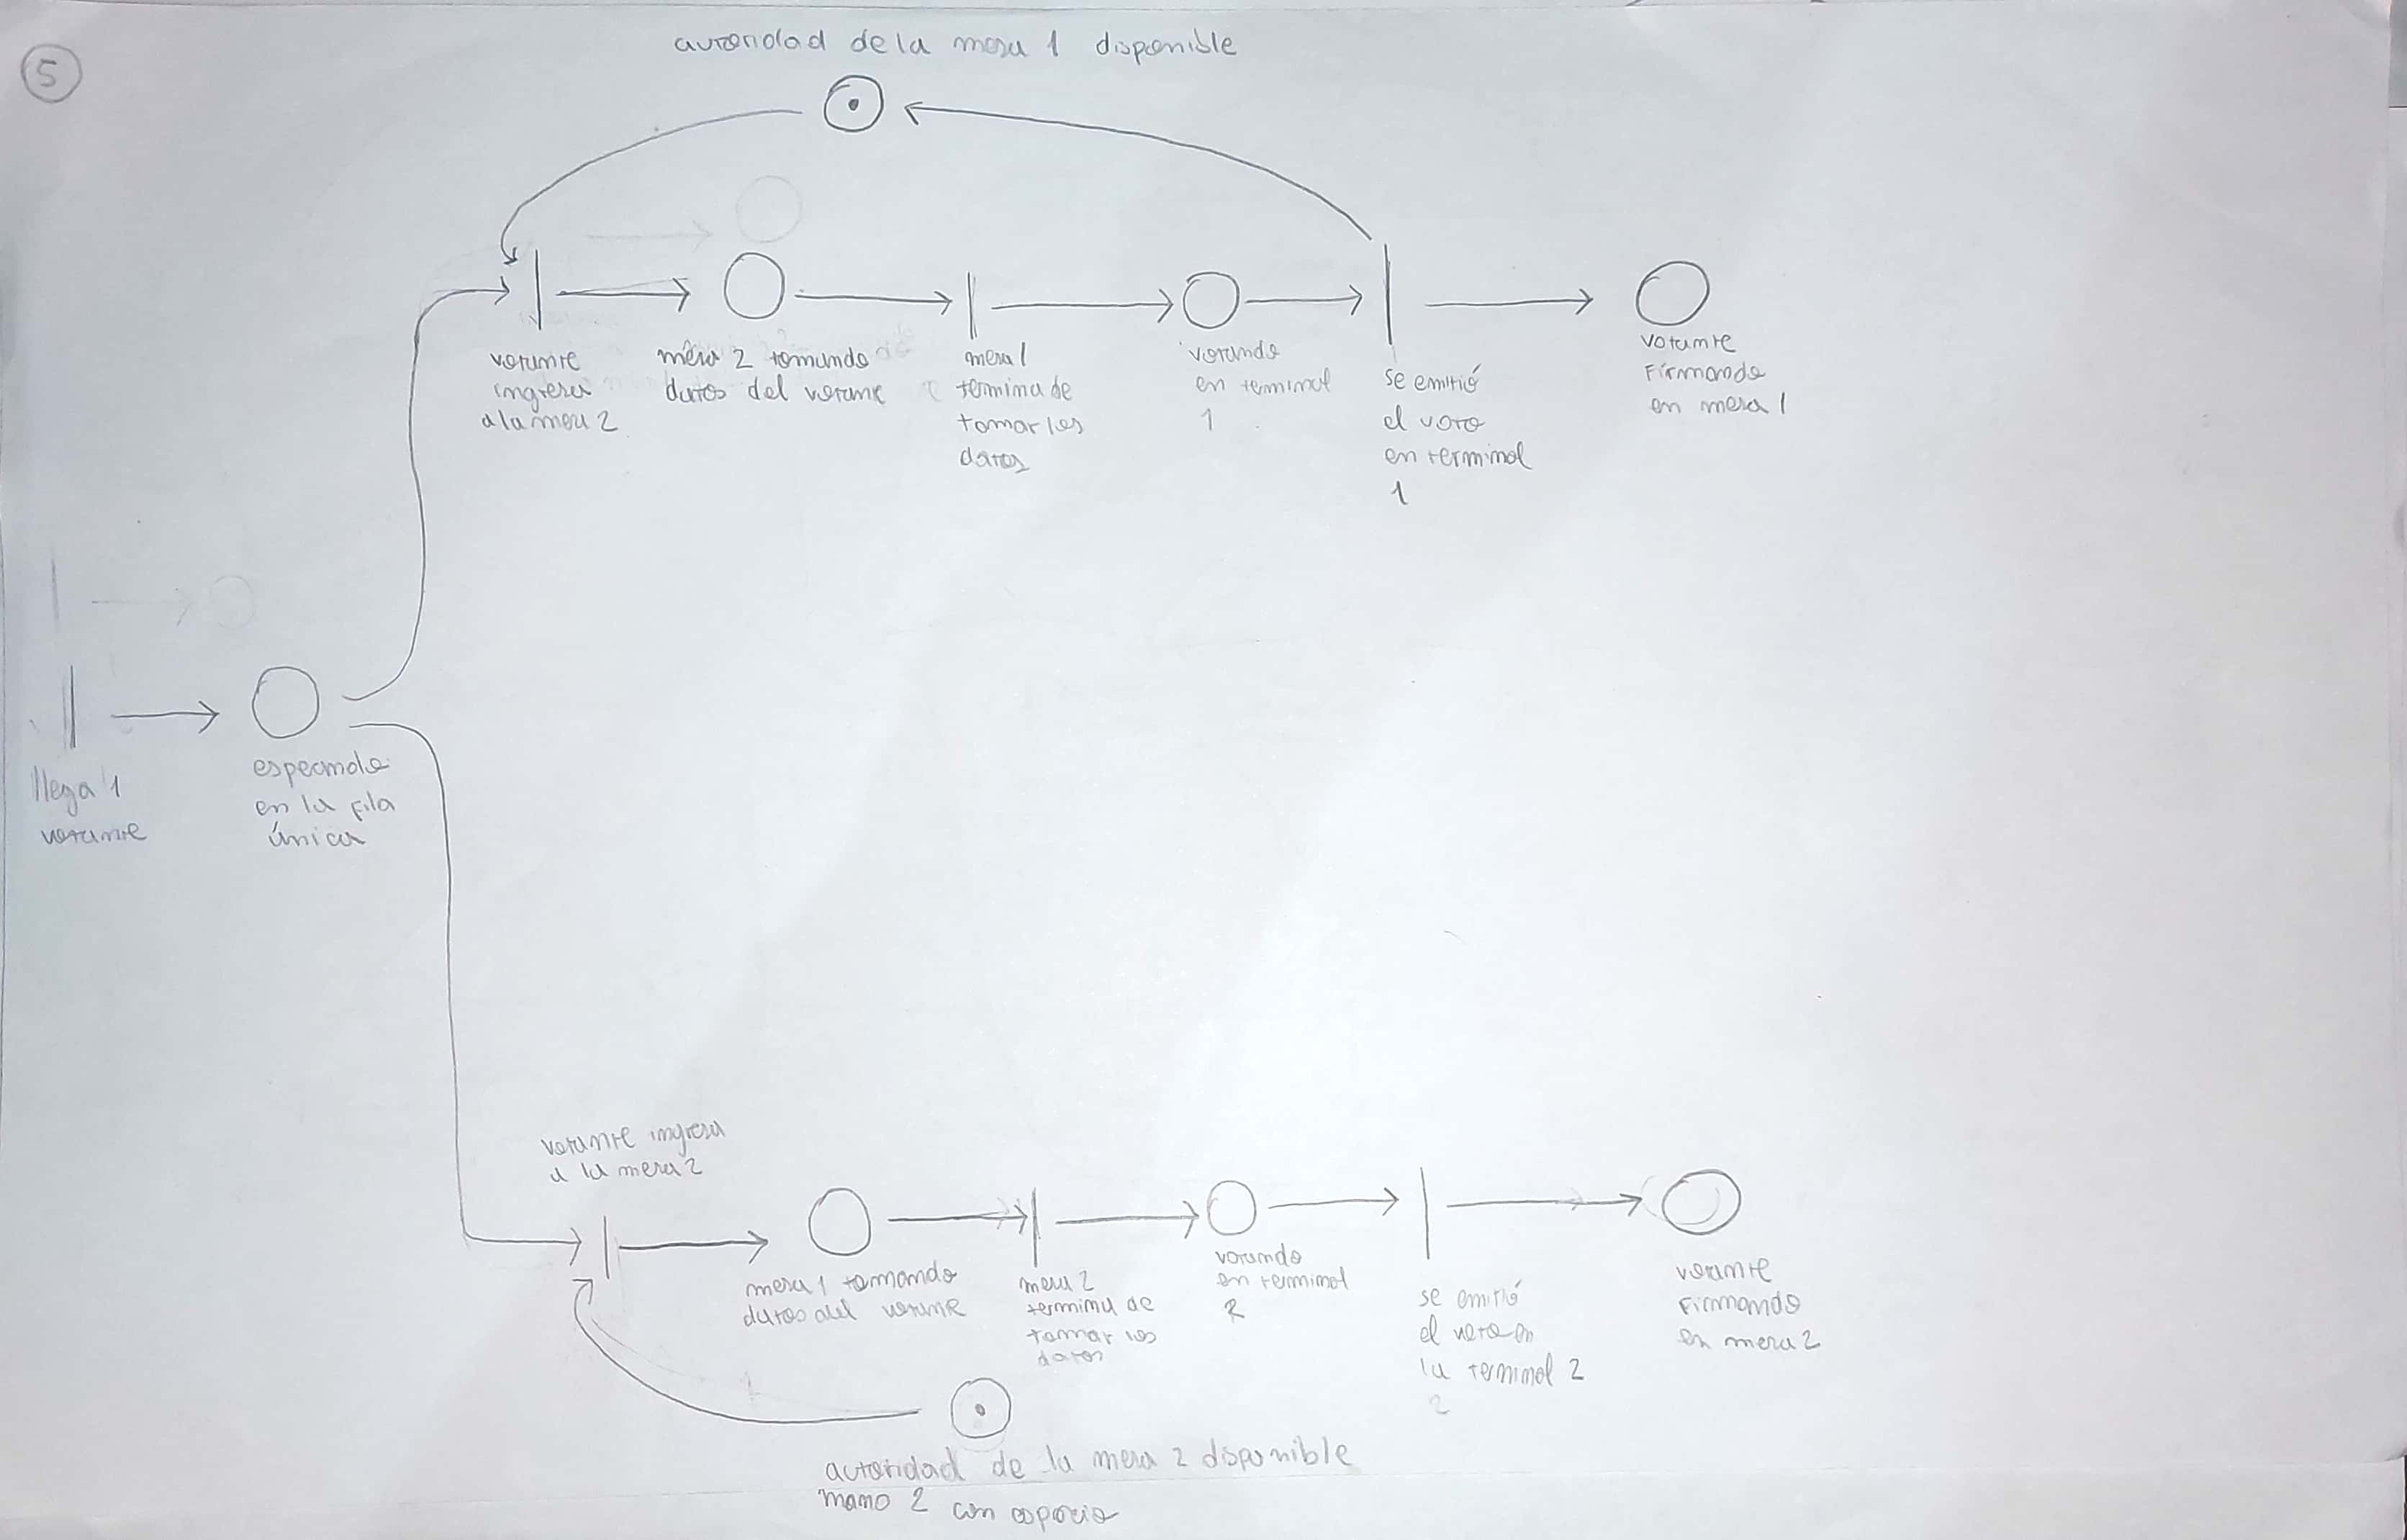 5
autoridad de la mesa 1 disponible
votante
ingresa
a la mesa 2
mesa 2 tomando
datos del votante
mesa 1
termina de
tomar los
datos
votando
en terminal
1
se emitió
el voto
en terminal
1
votante
Firmando
en mesa 1
llega 1
votante
espeando
en la fila
única
votante ingresa
a la mesa 2
mesa 1 tomando
datos del votante
mesa 2
termina de
tomar los
datos
votando
en terminal
2
se emitió
el voto en
la terminal 2
2
votante
Firmando
en mesa 2
autoridad de la mesa 2 disponible
mano 2 con espacio